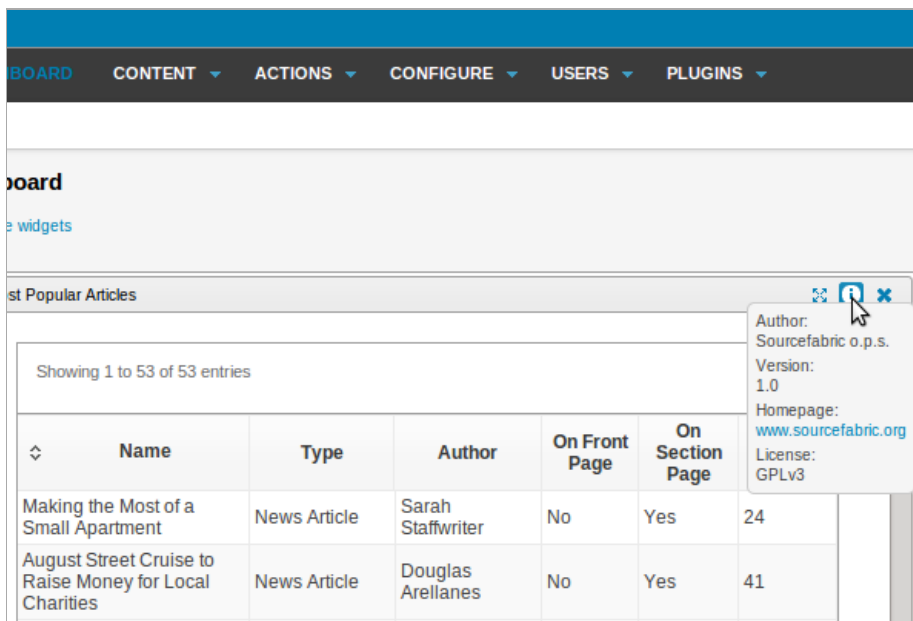 BOARD CONTENT ACTIONS CONFIGURE USERS PLUGINS
board
e widgets
st Popular Articles
Author:
Sourcefabric o.p.s.
Version:
1.0
Homepage:
www.sourcefabric.org
License:
GPLv3
Showing 1 to 53 of 53 entries
Name Type Author On Front Page On Section Page
Making the Most of a Small Apartment News Article Sarah Staffwriter No Yes 24
August Street Cruise to Raise Money for Local Charities News Article Douglas Arellanes No Yes 41